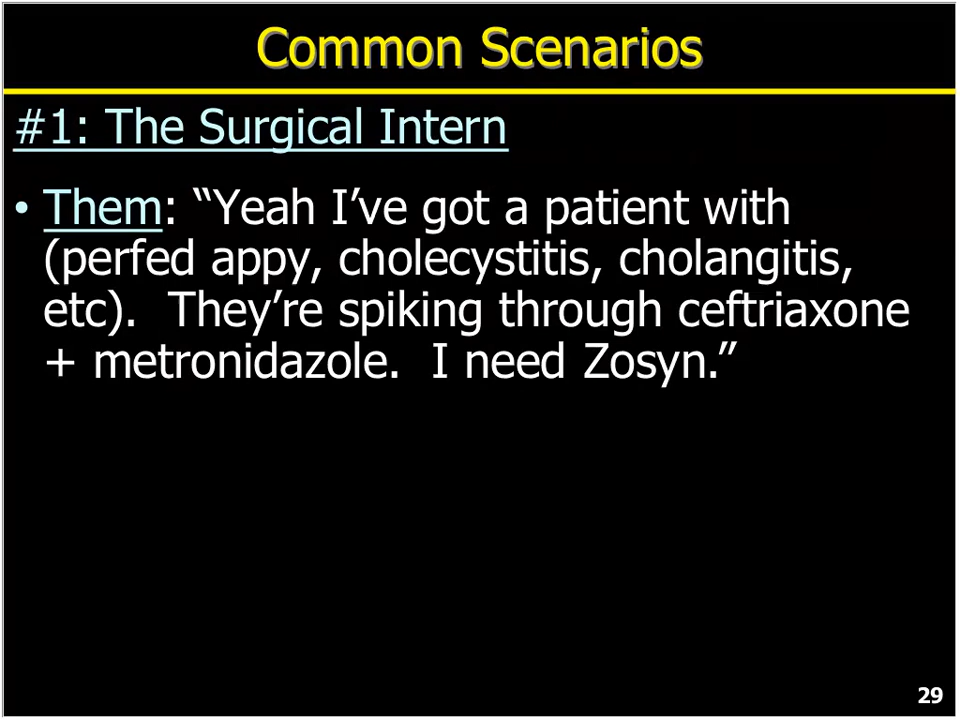 Common Scenarios
#1: The Surgical Intern
• Them: “Yeah I’ve got a patient with
(perfed appy, cholecystitis, cholangitis,
etc).  They’re spiking through ceftriaxone
+ metronidazole.  I need Zosyn.”
29